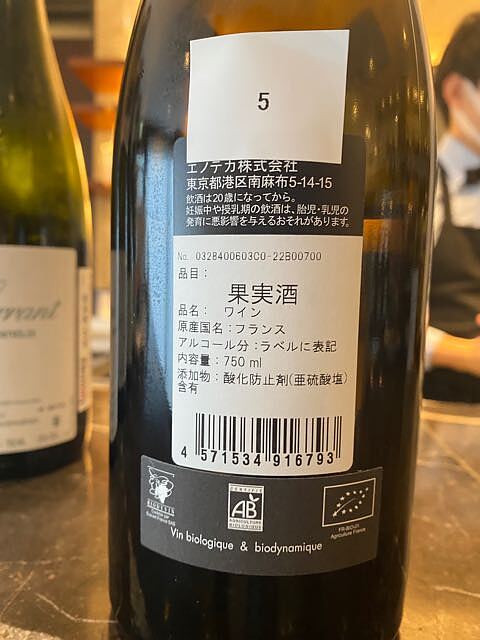 5
エノテカ株式会社
東京都港区南麻布5-14-15
飲酒は20歳になってから。
妊娠中や授乳期の飲酒は、胎児・乳児の
発育に悪影響を与えるおそれがあります。
No. 0328400603C0-22B00700
品目：
果実酒
品名： ワイン
原産国名：フランス
アルコール分：ラベルに表記
内容量：750 ml
添加物：酸化防止剤(亜硫酸塩)
含有
4 571534 916793
BIODYVIN
CERTIFIÉ
AB
AGRICULTURE
BIOLOGIQUE
FR-BIO-01
Agriculture France
Vin biologique & biodynamique